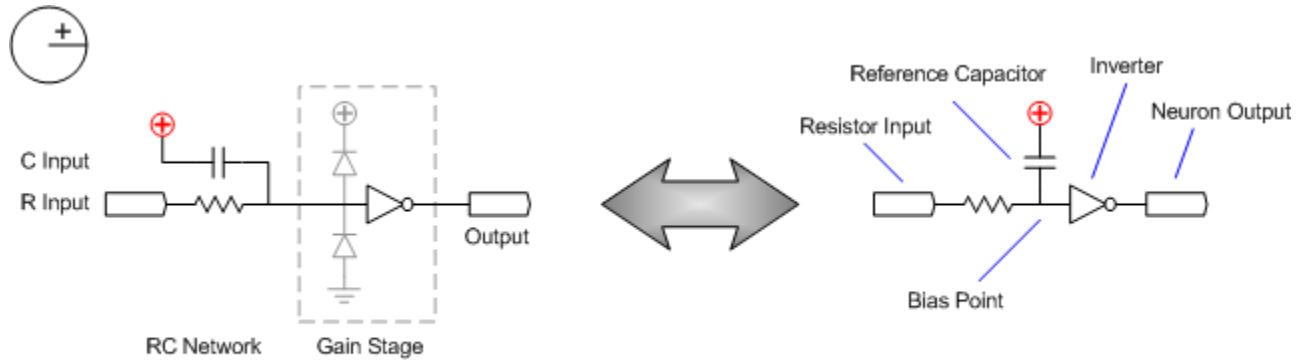 Reference Capacitor
Inverter
Resistor Input
Neuron Output
C Input
R Input
Output
Bias Point
RC Network
Gain Stage